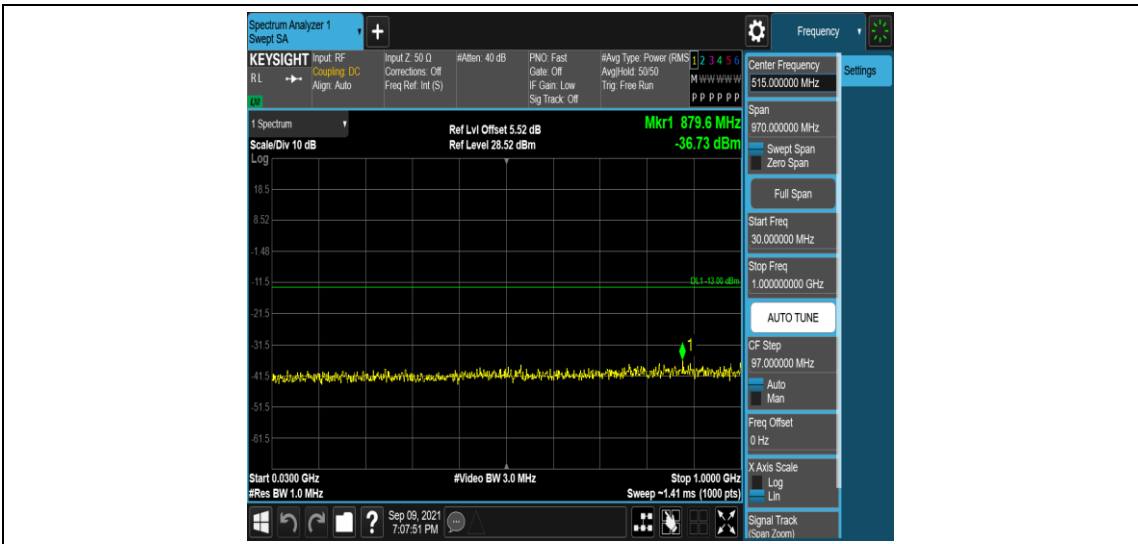 Spectrum Analyzer 1
Swept SA
+
Frequency
KEYSIGHT
RL
LXI
Input: RF
Coupling: DC
Align: Auto
Input Z: 50 Ω
Corrections: Off
Freq Ref: Int (S)
#Atten: 40 dB
PNO: Fast
Gate: Off
IF Gain: Low
Sig Track: Off
#Avg Type: Power (RMS
Avg|Hold: 50/50
Trig: Free Run
1 2 3 4 5 6
M W W W W W
P P P P P P
1 Spectrum
Scale/Div 10 dB
Log
Ref Lvl Offset 5.52 dB
Ref Level 28.52 dBm
Mkr1 879.6 MHz
-36.73 dBm
18.5
8.52
-1.48
-11.5
-21.5
-31.5
-41.5
-51.5
-61.5
DL1 -13.00 dBm
1
Start 0.0300 GHz
#Res BW 1.0 MHz
#Video BW 3.0 MHz
Stop 1.0000 GHz
Sweep ~1.41 ms (1000 pts)
?
Sep 09, 2021
7:07:51 PM
Center Frequency
515.000000 MHz
Settings
Span
970.000000 MHz
Swept Span
Zero Span
Full Span
Start Freq
30.000000 MHz
Stop Freq
1.000000000 GHz
AUTO TUNE
CF Step
97.000000 MHz
Auto
Man
Freq Offset
0 Hz
X Axis Scale
Log
Lin
Signal Track
(Span Zoom)